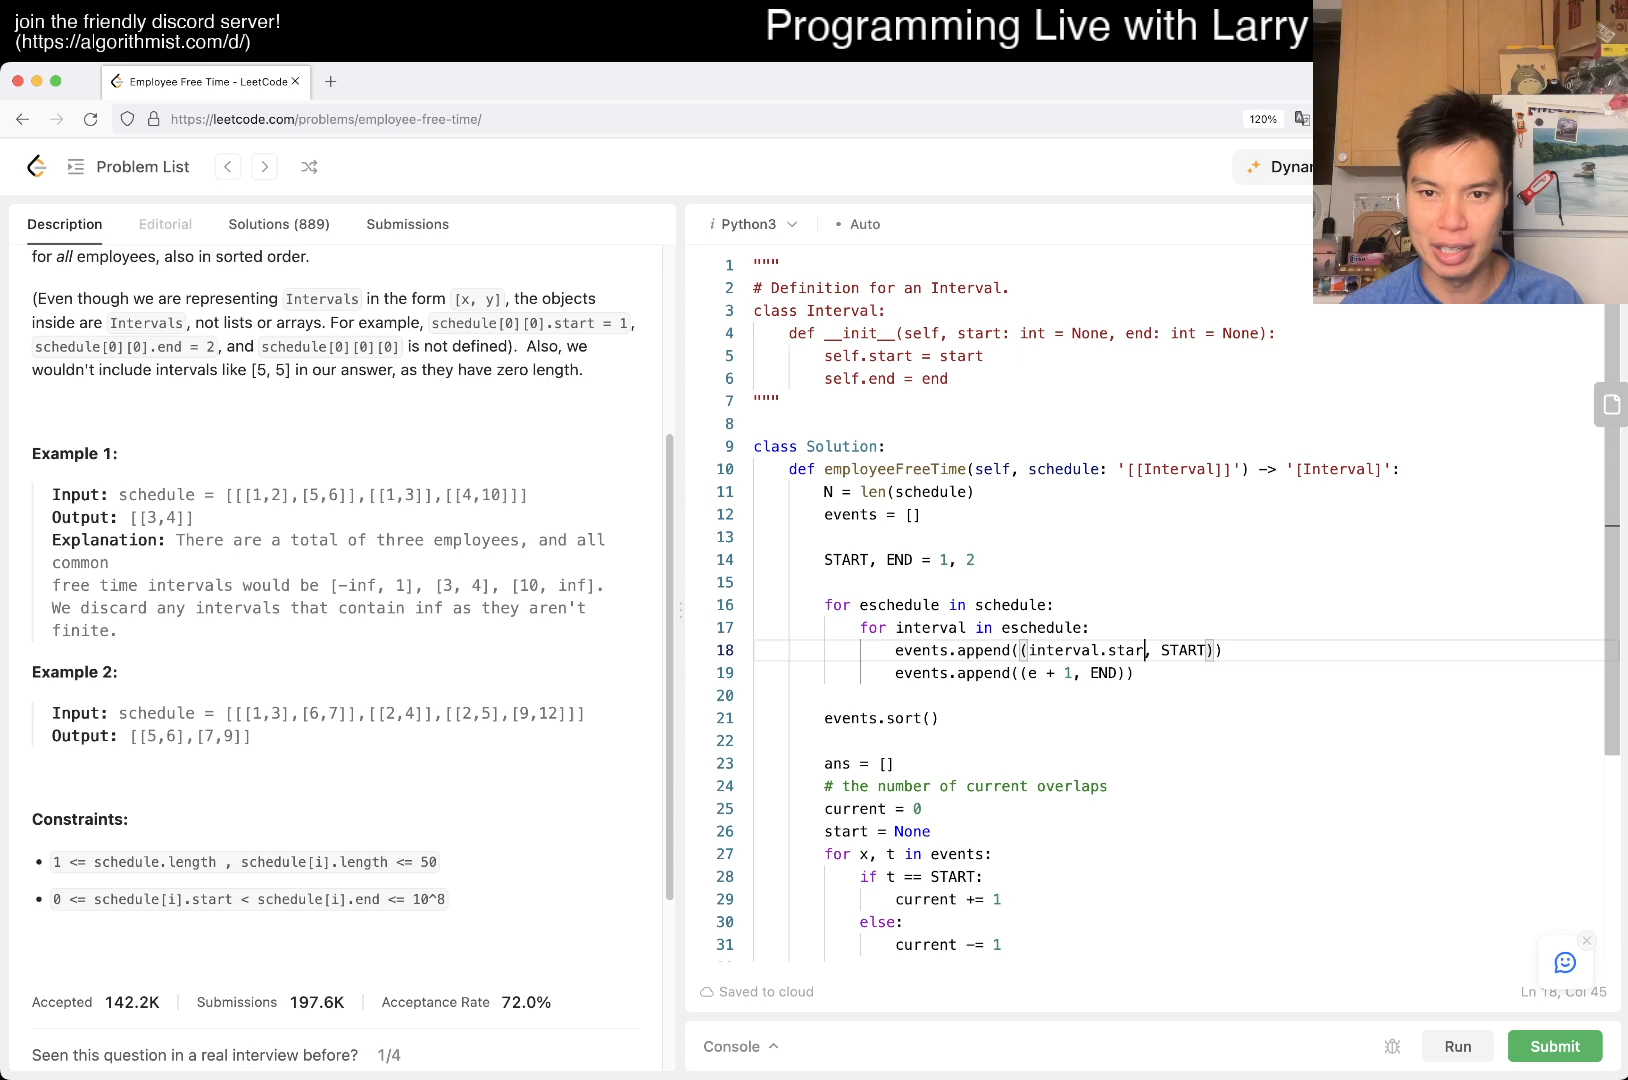 join the friendly discord server!
(https://algorithmist.com/d/)
Programming Live with Larry
Employee Free Time - LeetCode
https://leetcode.com/problems/employee-free-time/
120%
Problem List
Dynam
Description
Editorial
Solutions (889)
Submissions
for all employees, also in sorted order.
(Even though we are representing Intervals in the form [x, y], the objects
inside are Intervals, not lists or arrays. For example, schedule[0][0].start = 1,
schedule[0][0].end = 2, and schedule[0][0][0] is not defined).  Also, we
wouldn't include intervals like [5, 5] in our answer, as they have zero length.
Example 1:
Input: schedule = [[[1,2],[5,6]],[[1,3]],[[4,10]]]
Output: [[3,4]]
Explanation: There are a total of three employees, and all
common
free time intervals would be [-inf, 1], [3, 4], [10, inf].
We discard any intervals that contain inf as they aren't
finite.
Example 2:
Input: schedule = [[[1,3],[6,7]],[[2,4]],[[2,5],[9,12]]]
Output: [[5,6],[7,9]]
Constraints:
• 1 <= schedule.length , schedule[i].length <= 50
• 0 <= schedule[i].start < schedule[i].end <= 10^8
Accepted 142.2K
Submissions 197.6K
Acceptance Rate 72.0%
Seen this question in a real interview before? 1/4
i Python3
• Auto
1 """
2 # Definition for an Interval.
3 class Interval:
4     def __init__(self, start: int = None, end: int = None):
5         self.start = start
6         self.end = end
7 """
8
9 class Solution:
10     def employeeFreeTime(self, schedule: '[[Interval]]') -> '[Interval]':
11         N = len(schedule)
12         events = []
13
14         START, END = 1, 2
15
16         for eschedule in schedule:
17             for interval in eschedule:
18                 events.append((interval.star, START))
19                 events.append((e + 1, END))
20
21         events.sort()
22
23         ans = []
24         # the number of current overlaps
25         current = 0
26         start = None
27         for x, t in events:
28             if t == START:
29                 current += 1
30             else:
31                 current -= 1
Saved to cloud
Ln 18, Col 45
Console
Run
Submit